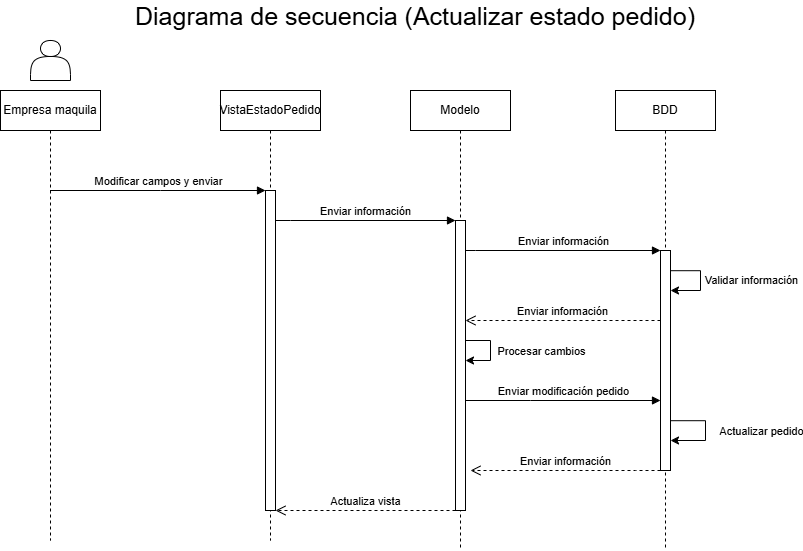 Diagrama de secuencia (Actualizar estado pedido)
Empresa maquila
VistaEstadoPedido
Modelo
BDD
Modificar campos y enviar
Enviar información
Enviar información
Validar información
Enviar información
Procesar cambios
Enviar modificación pedido
Actualizar pedido
Enviar información
Actualiza vista